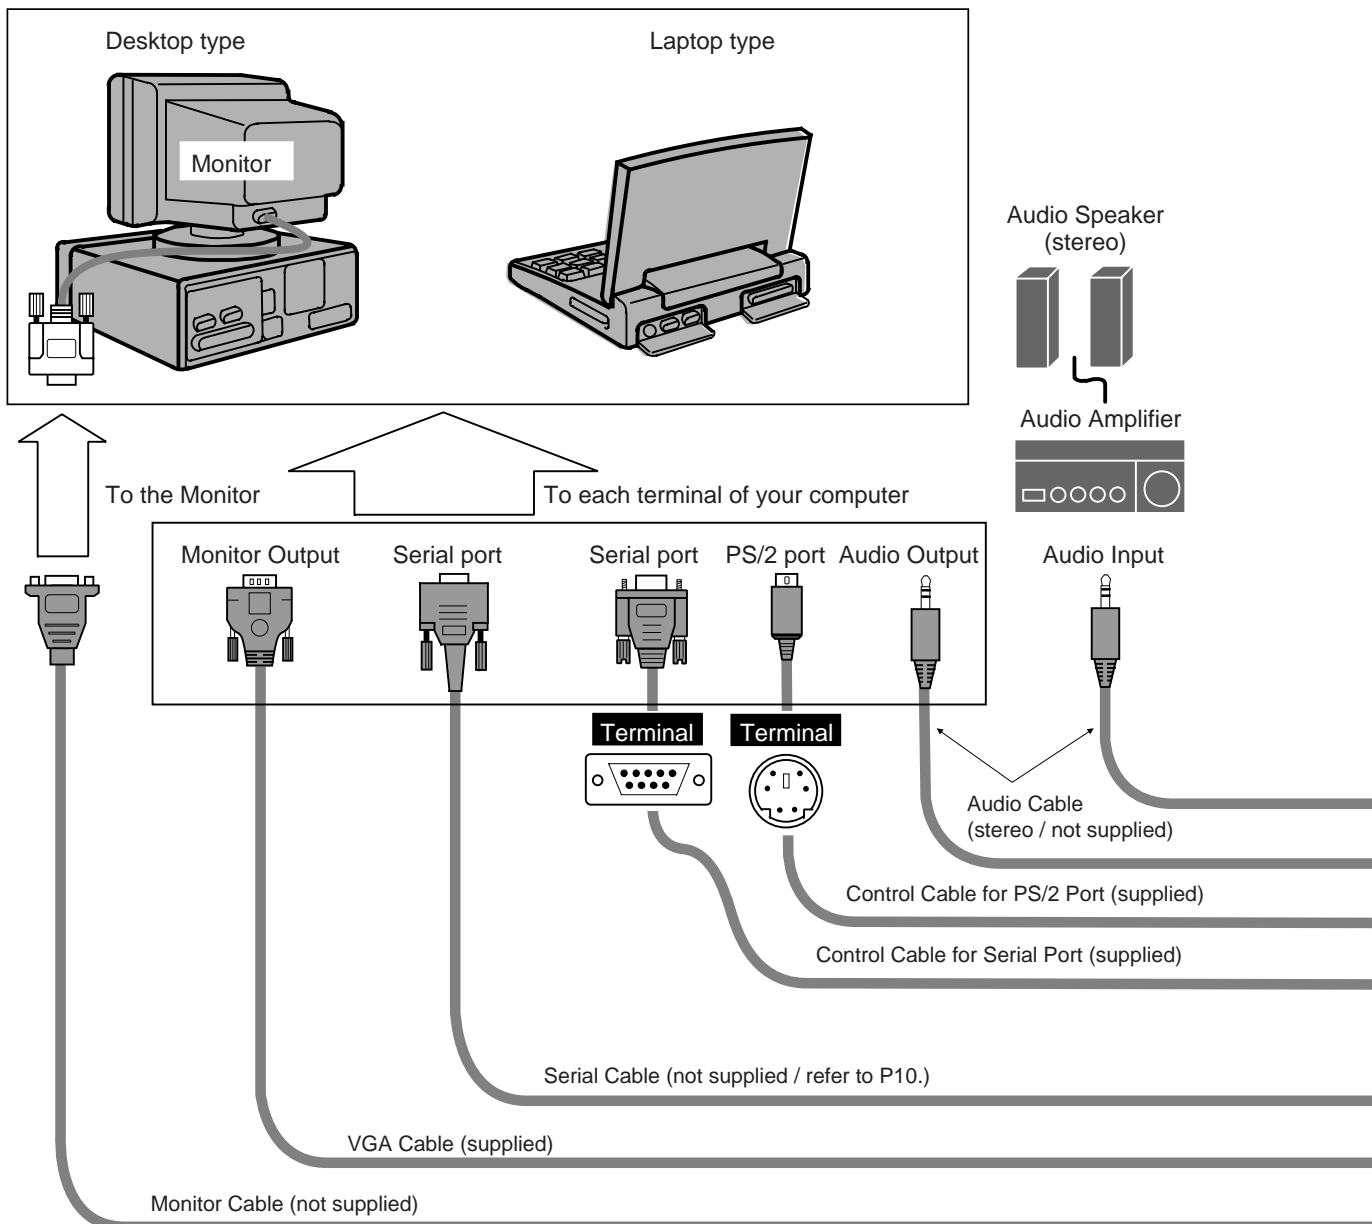 Desktop type
Laptop type
Monitor
Audio Speaker
(stereo)
Audio Amplifier
To the Monitor
To each terminal of your computer
Monitor Output
Serial port
Serial port
PS/2 port
Audio Output
Audio Input
Terminal
Terminal
Audio Cable
(stereo / not supplied)
Control Cable for PS/2 Port (supplied)
Control Cable for Serial Port (supplied)
Serial Cable (not supplied / refer to P10.)
VGA Cable (supplied)
Monitor Cable (not supplied)